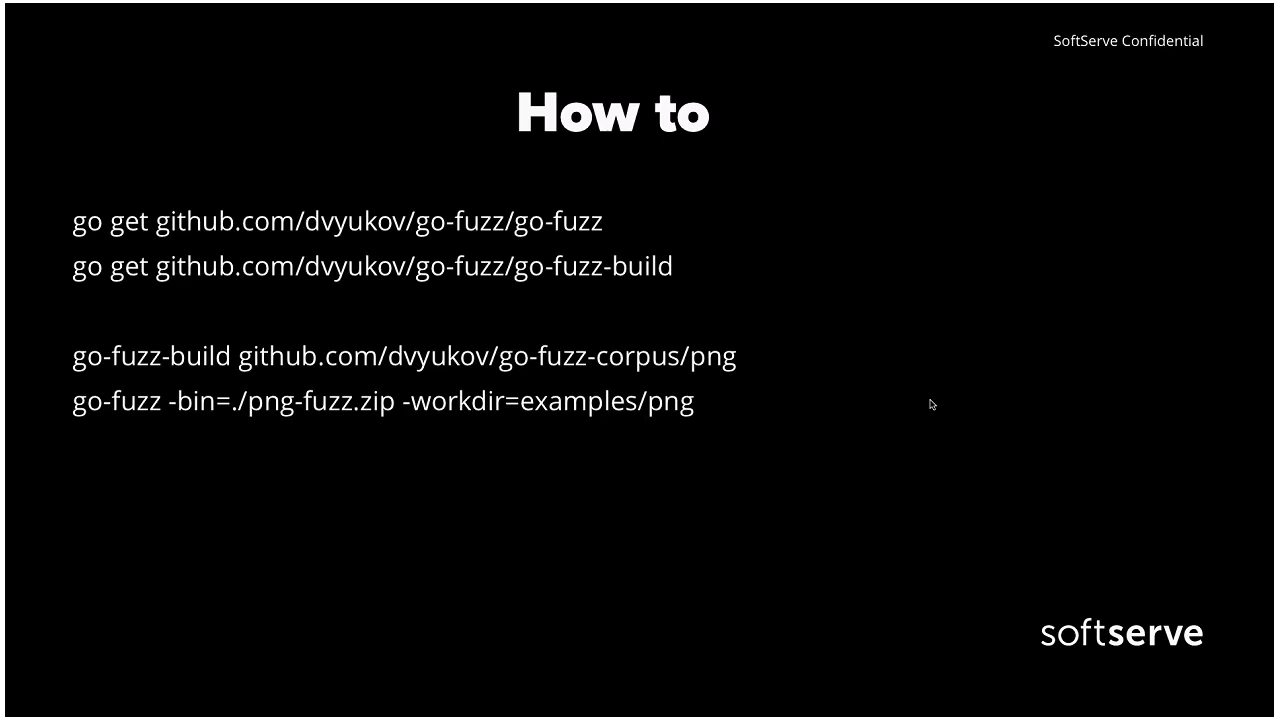 SoftServe Confidential
How to
go get github.com/dvyukov/go-fuzz/go-fuzz
go get github.com/dvyukov/go-fuzz/go-fuzz-build
go-fuzz-build github.com/dvyukov/go-fuzz-corpus/png
go-fuzz -bin=./png-fuzz.zip -workdir=examples/png
softserve